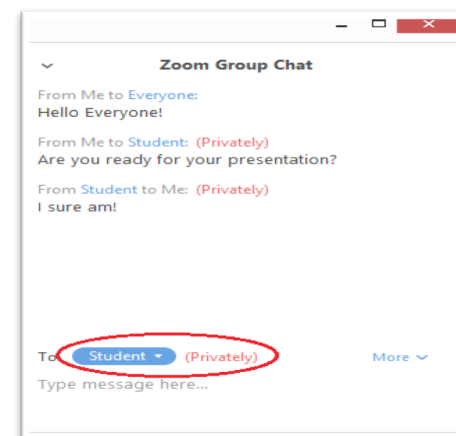 Zoom Group Chat
From Me to Everyone:
Hello Everyone!
From Me to Student: (Privately)
Are you ready for your presentation?
From Student to Me: (Privately)
I sure am!
To Student (Privately) More
Type message here...